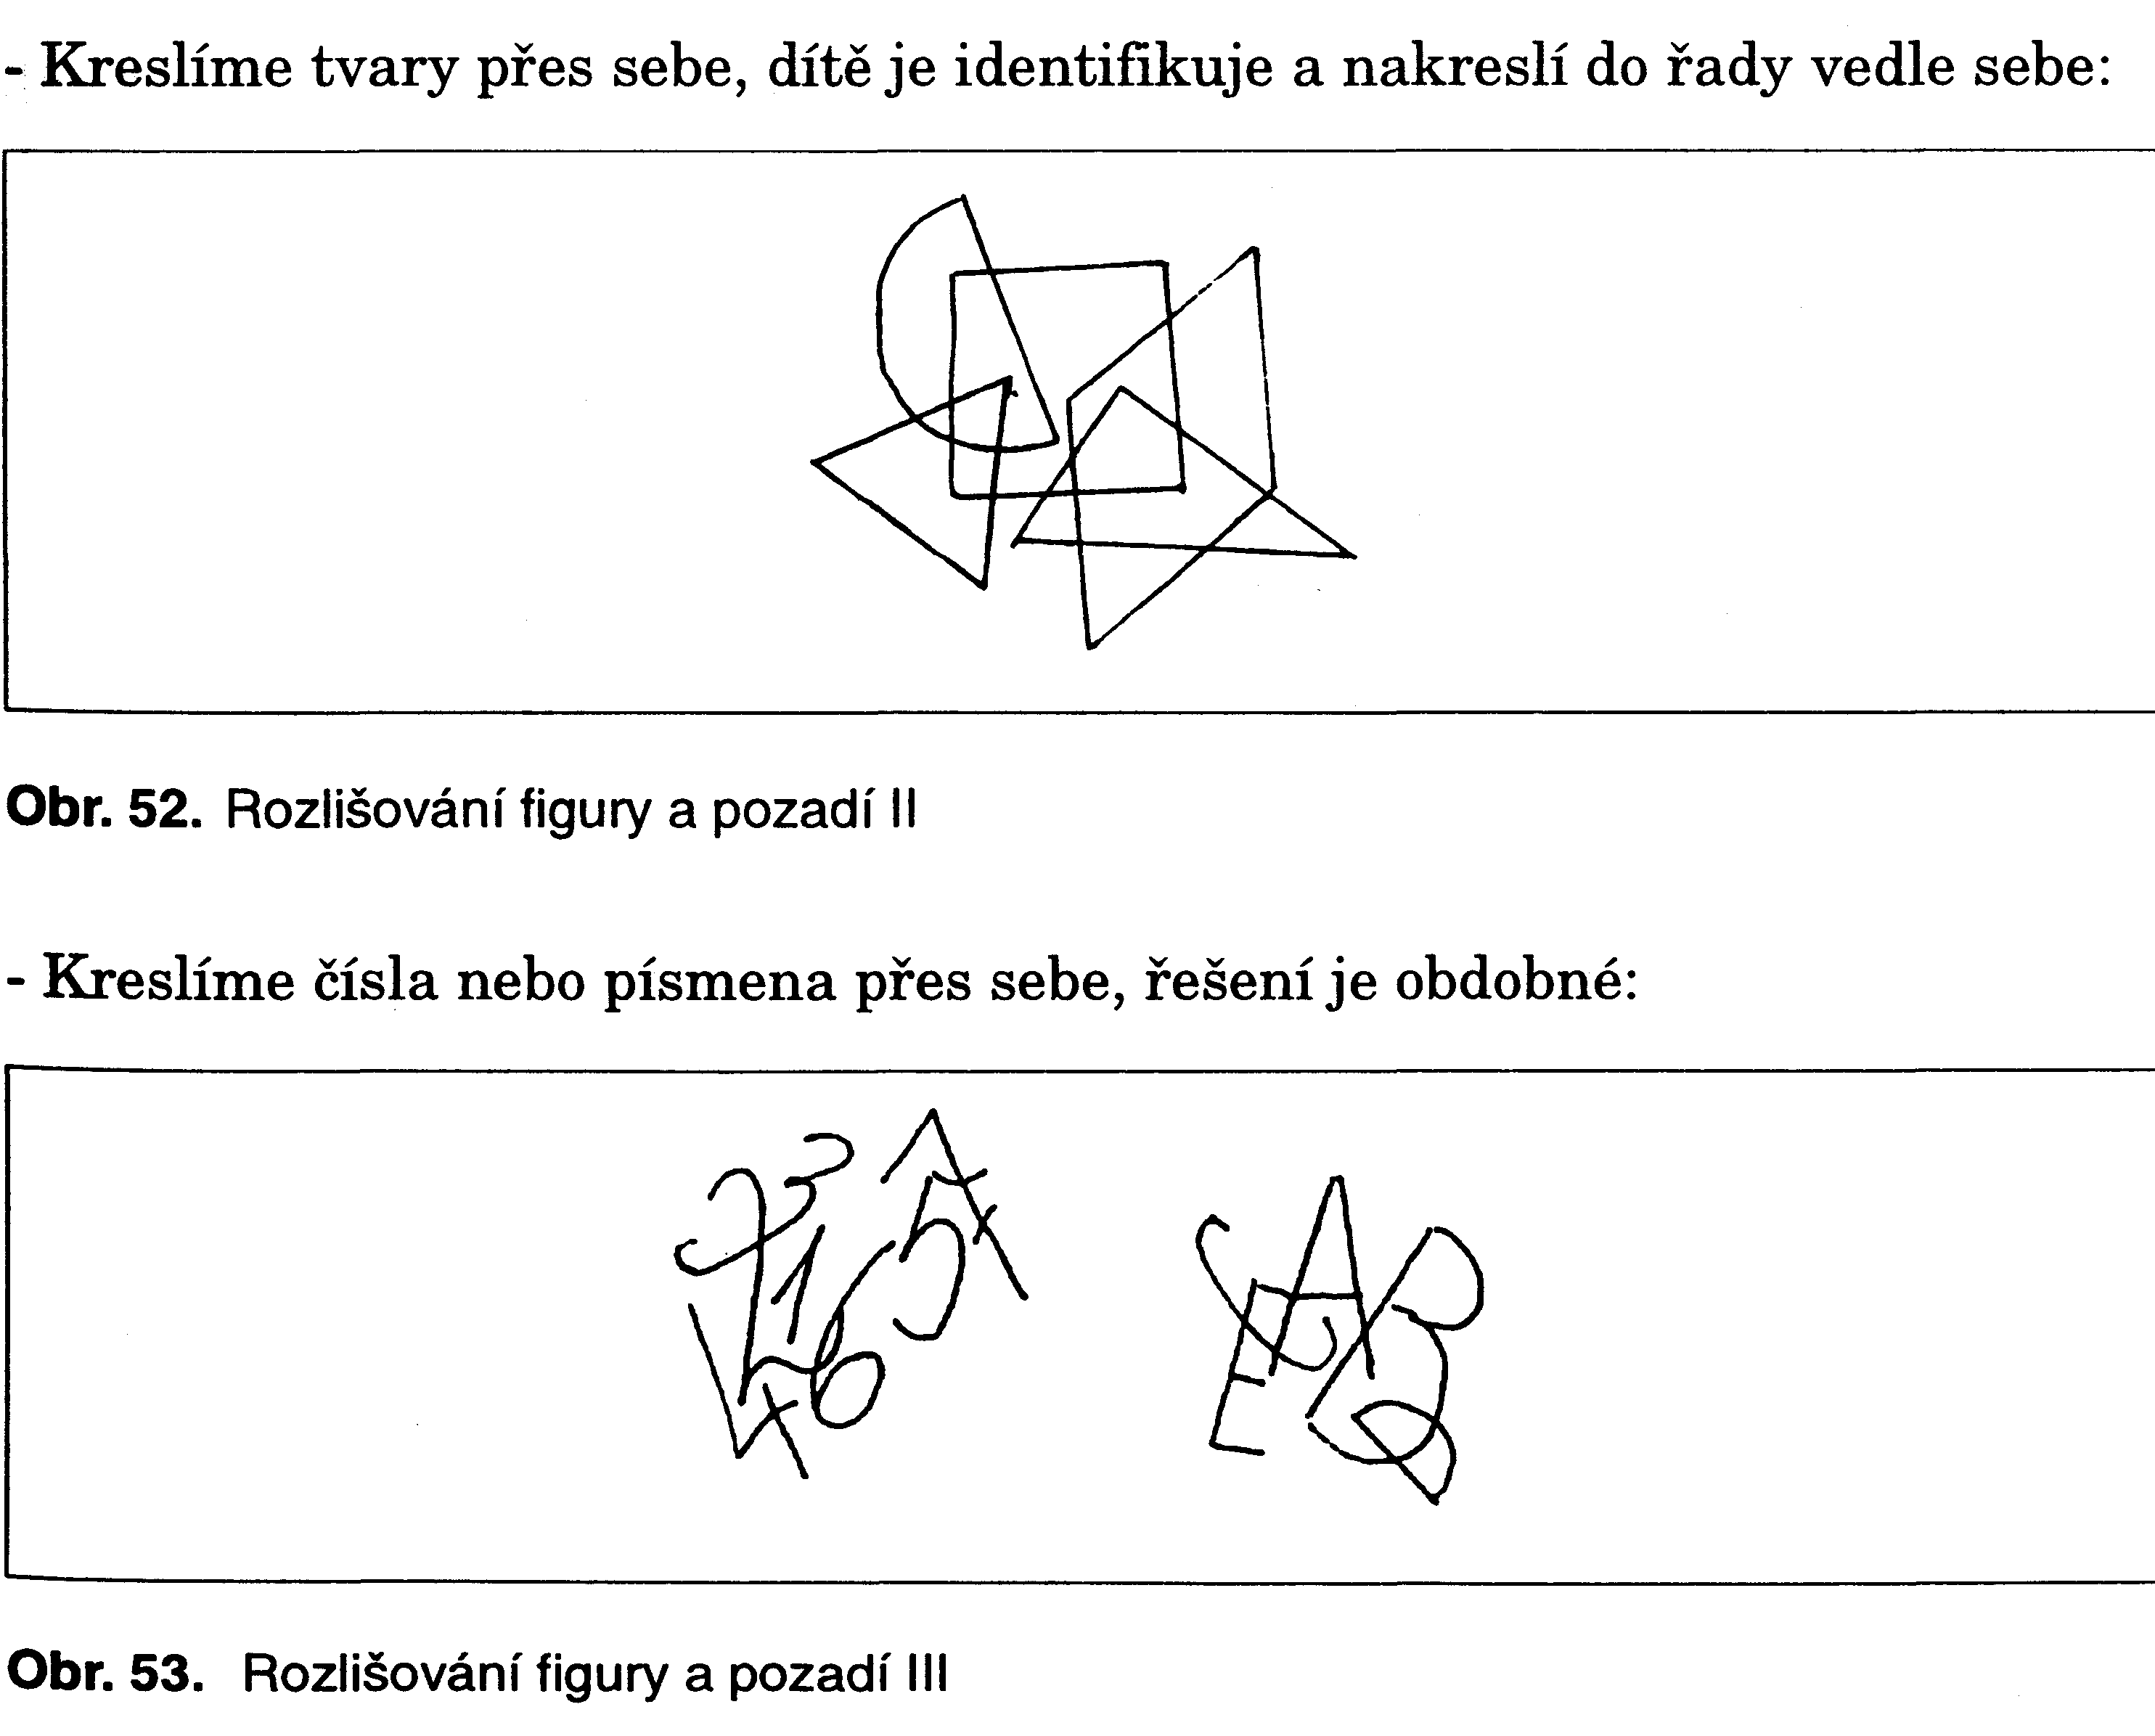 - Kreslíme tvary přes sebe, dítě je identifikuje a nakreslí do řady vedle sebe:
Obr. 52. Rozlišování figury a pozadí II
- Kreslíme čísla nebo písmena přes sebe, řešení je obdobné:
Obr. 53. Rozlišování figury a pozadí III